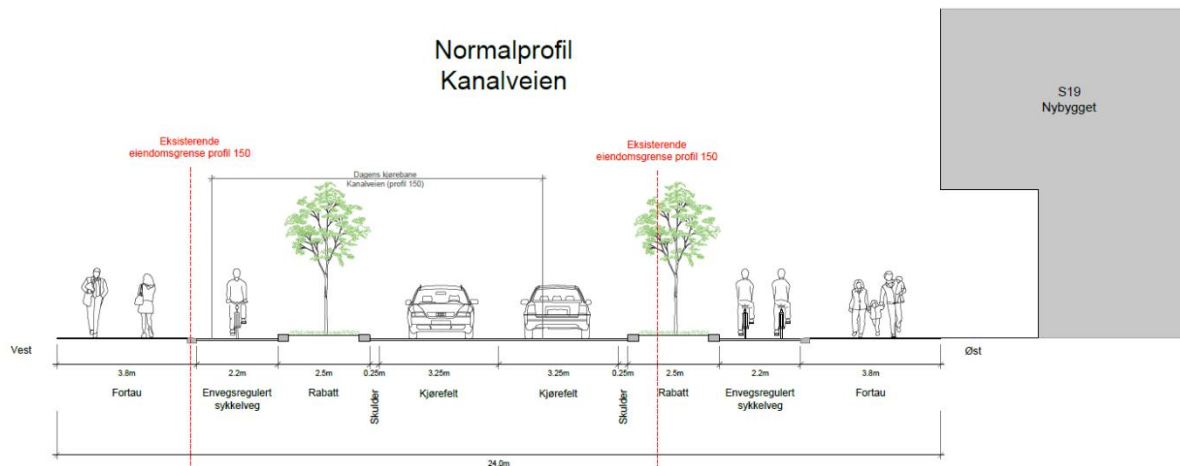 Normalprofil
Kanalveien
S19
Nybygget
Eksisterende
eiendomsgrense profil 150
Eksisterende
eiendomsgrense profil 150
Dagens kjørebane
Kanalveien (profil 150)
Vest
Øst
3.8m 2.2m 2.5m 0.25m 3.25m 3.25m 0.25m 2.5m 2.2m 3.8m
Fortau Envegsregulert Rabatt Skulder Kjørefelt Kjørefelt Skulder Rabatt Envegsregulert Fortau
sykkelveg sykkelveg
24.0m